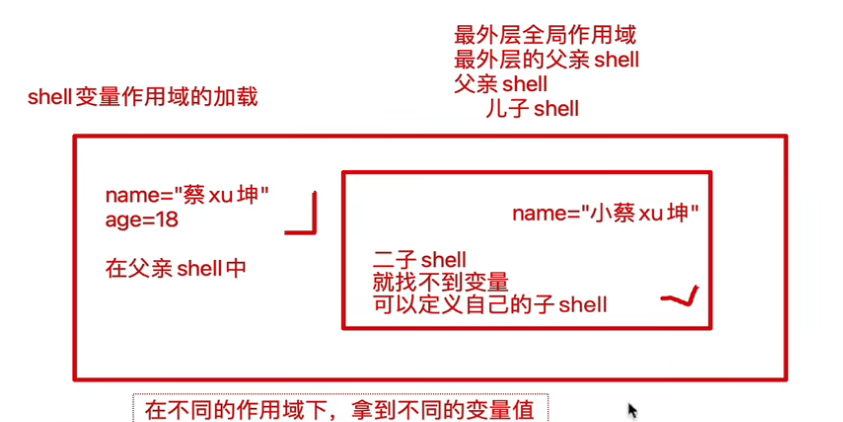 最外层全局作用域
最外层的父亲shell
父亲shell
儿子shell
shell变量作用域的加载
name="蔡xu坤"
age=18
在父亲shell中
name="小蔡xu坤"
二子shell
就找不到变量
可以定义自己的子shell
在不同的作用域下，拿到不同的变量值